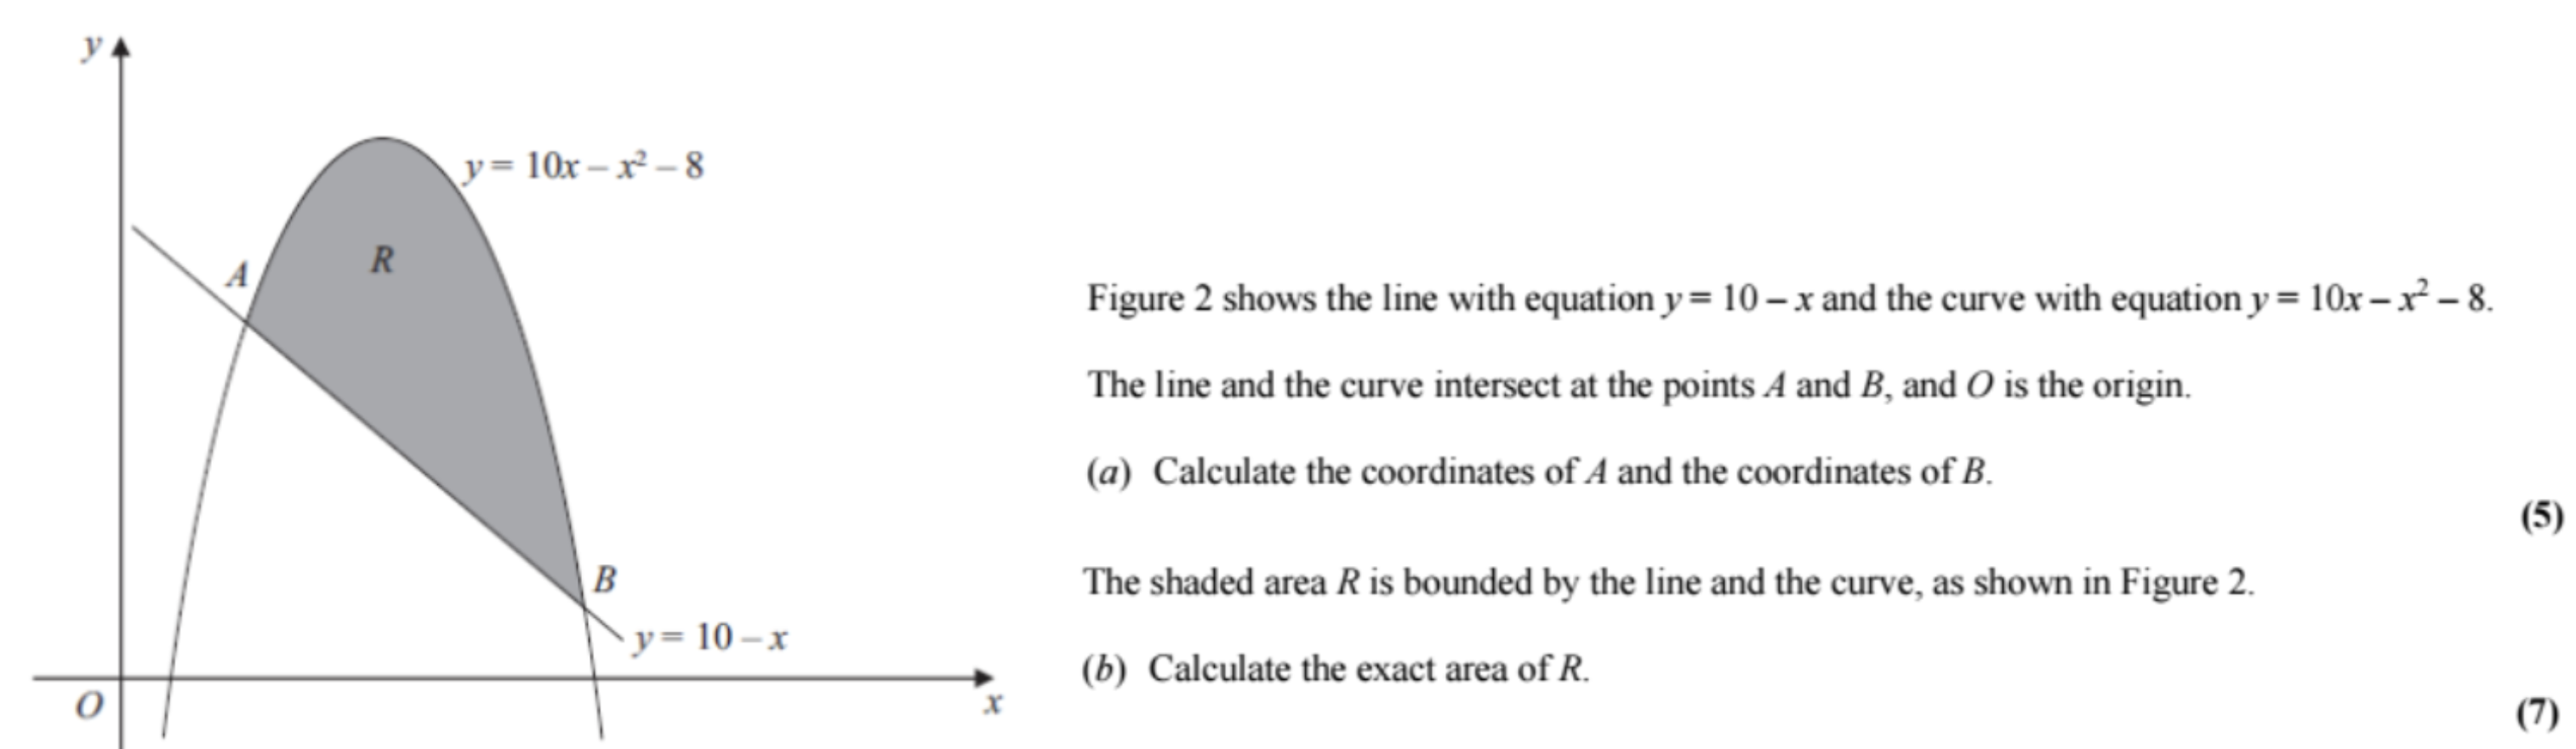 y
y = 10x – x² – 8
R
A
B
y = 10 – x
O
x
Figure 2 shows the line with equation y = 10 – x and the curve with equation y = 10x – x² – 8.
The line and the curve intersect at the points A and B, and O is the origin.
(a) Calculate the coordinates of A and the coordinates of B.
(5)
The shaded area R is bounded by the line and the curve, as shown in Figure 2.
(b) Calculate the exact area of R.
(7)